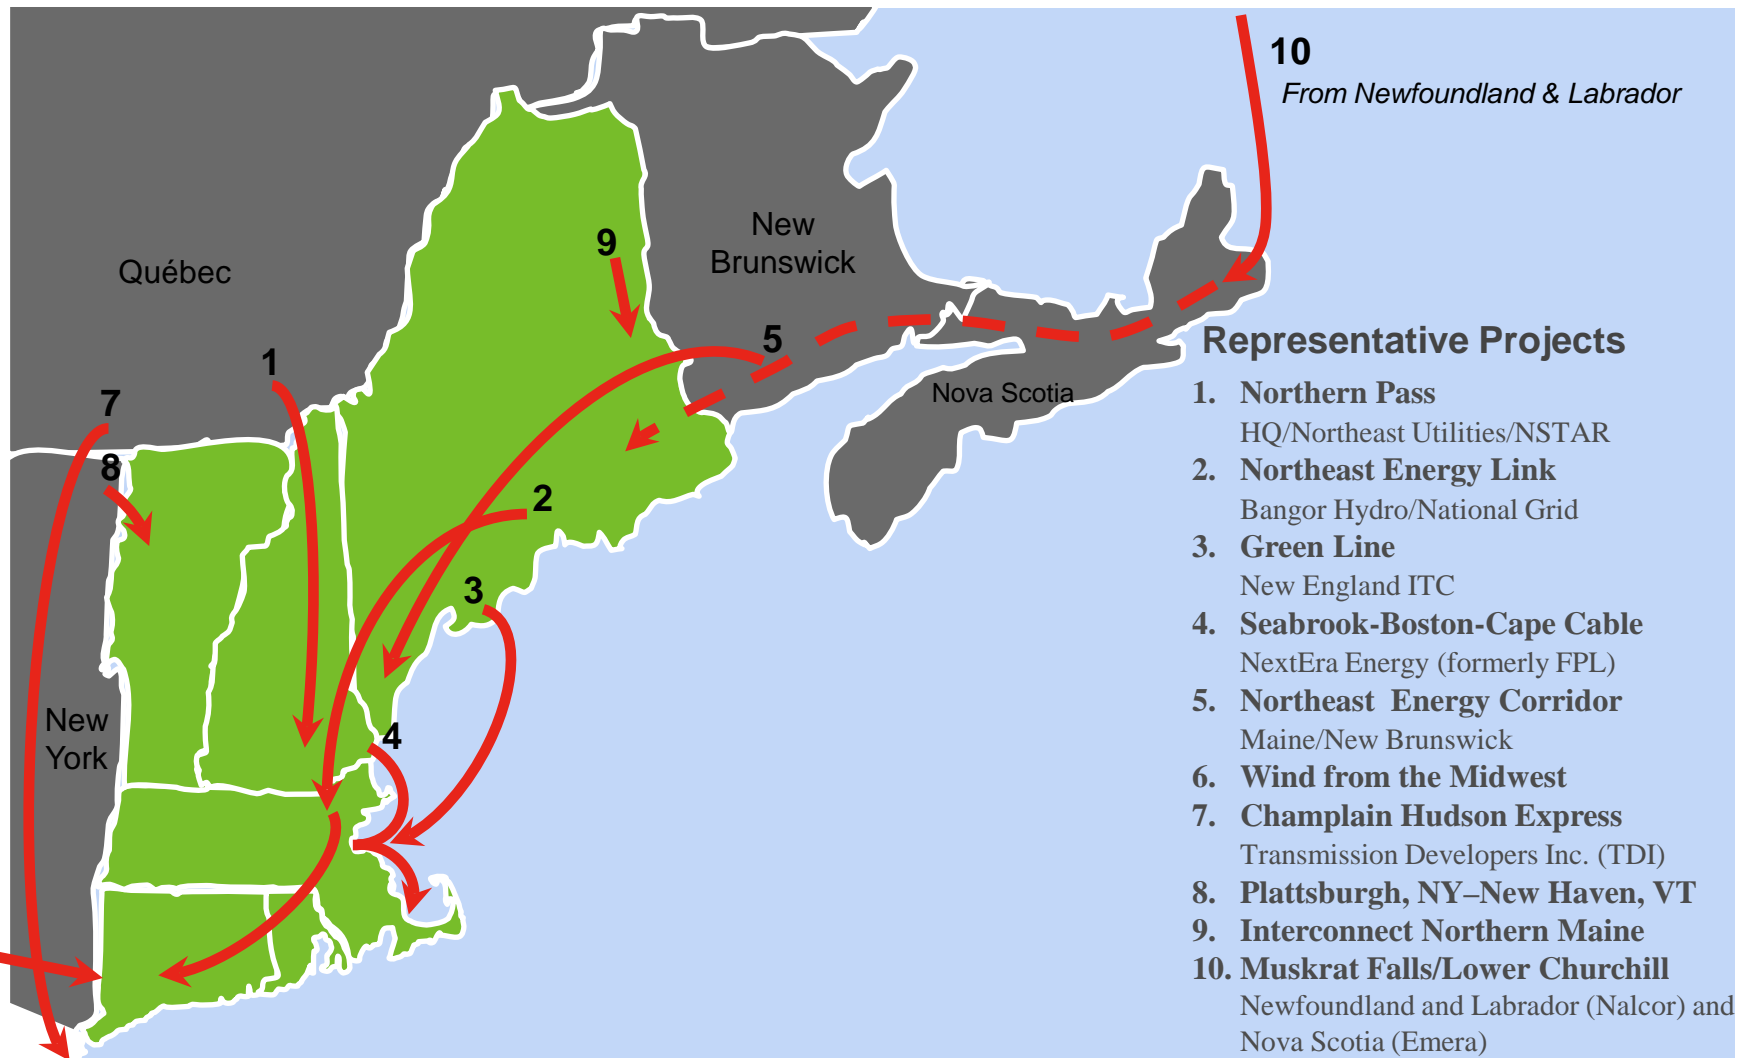 10
From Newfoundland & Labrador
New
Brunswick
9
Québec
5
1
7
Nova Scotia
8
2
3
New
York
4
Representative Projects
1. Northern Pass
HQ/Northeast Utilities/NSTAR
2. Northeast Energy Link
Bangor Hydro/National Grid
3. Green Line
New England ITC
4. Seabrook-Boston-Cape Cable
NextEra Energy (formerly FPL)
5. Northeast Energy Corridor
Maine/New Brunswick
6. Wind from the Midwest
7. Champlain Hudson Express
Transmission Developers Inc. (TDI)
8. Plattsburgh, NY–New Haven, VT
9. Interconnect Northern Maine
10. Muskrat Falls/Lower Churchill
Newfoundland and Labrador (Nalcor) and
Nova Scotia (Emera)